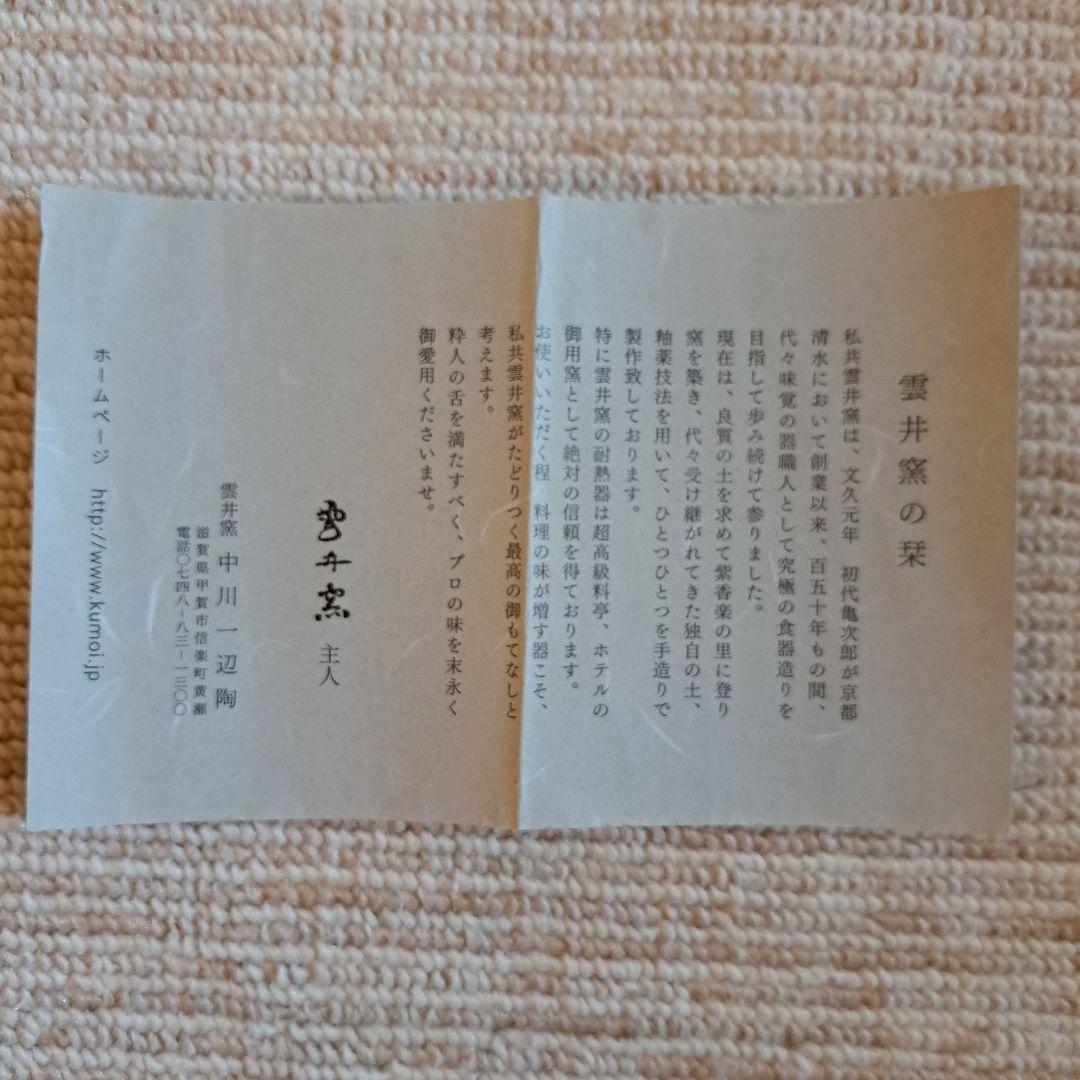 雲井窯の栞
私共雲井窯は、文久元年　初代亀次郎が京都
清水において創業以来、百五十年もの間、
代々味覚の器職人として究極の食器造りを
目指して歩み続けて参りました。
現在は、良質の土を求めて紫香楽の里に登り
窯を築き、代々受け継がれてきた独自の土、
釉薬技法を用いて、ひとつひとつを手造りで
製作致しております。
特に雲井窯の耐熱器は超高級料亭、ホテルの
御用窯として絶対の信頼を得ております。
お使いいただく程　料理の味が増す器こそ、
私共雲井窯がたどりつく最高の御もてなしと
考えます。
粋人の舌を満たすべく、プロの味を末永く
御愛用くださいませ。
雲井窯 主人
雲井窯 中川一辺陶
滋賀県甲賀市信楽町黄瀬
電話〇七四八-八三-一三〇〇
ホームページ　http://www.kumoi.jp